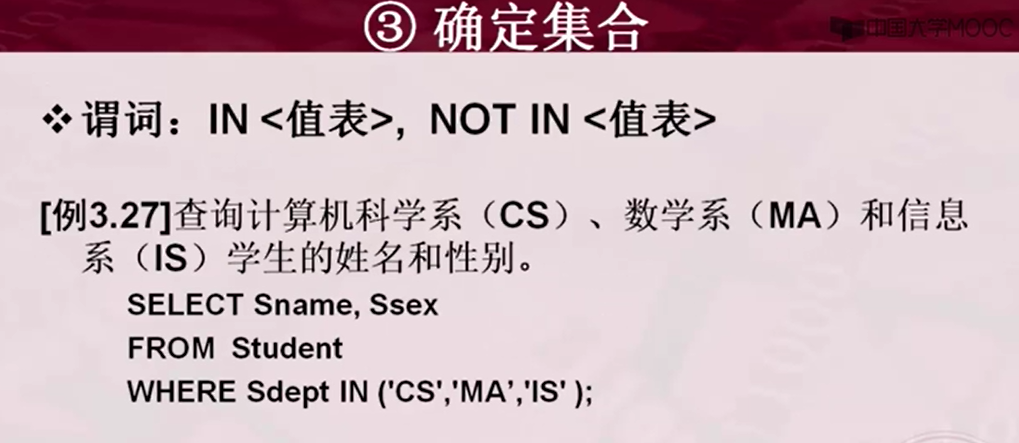 ③ 确定集合
中国大学MOOC
❖谓词：IN <值表>, NOT IN <值表>
[例3.27]查询计算机科学系（CS）、数学系（MA）和信息
系（IS）学生的姓名和性别。
SELECT Sname, Ssex
FROM Student
WHERE Sdept IN ('CS','MA’,'IS' );